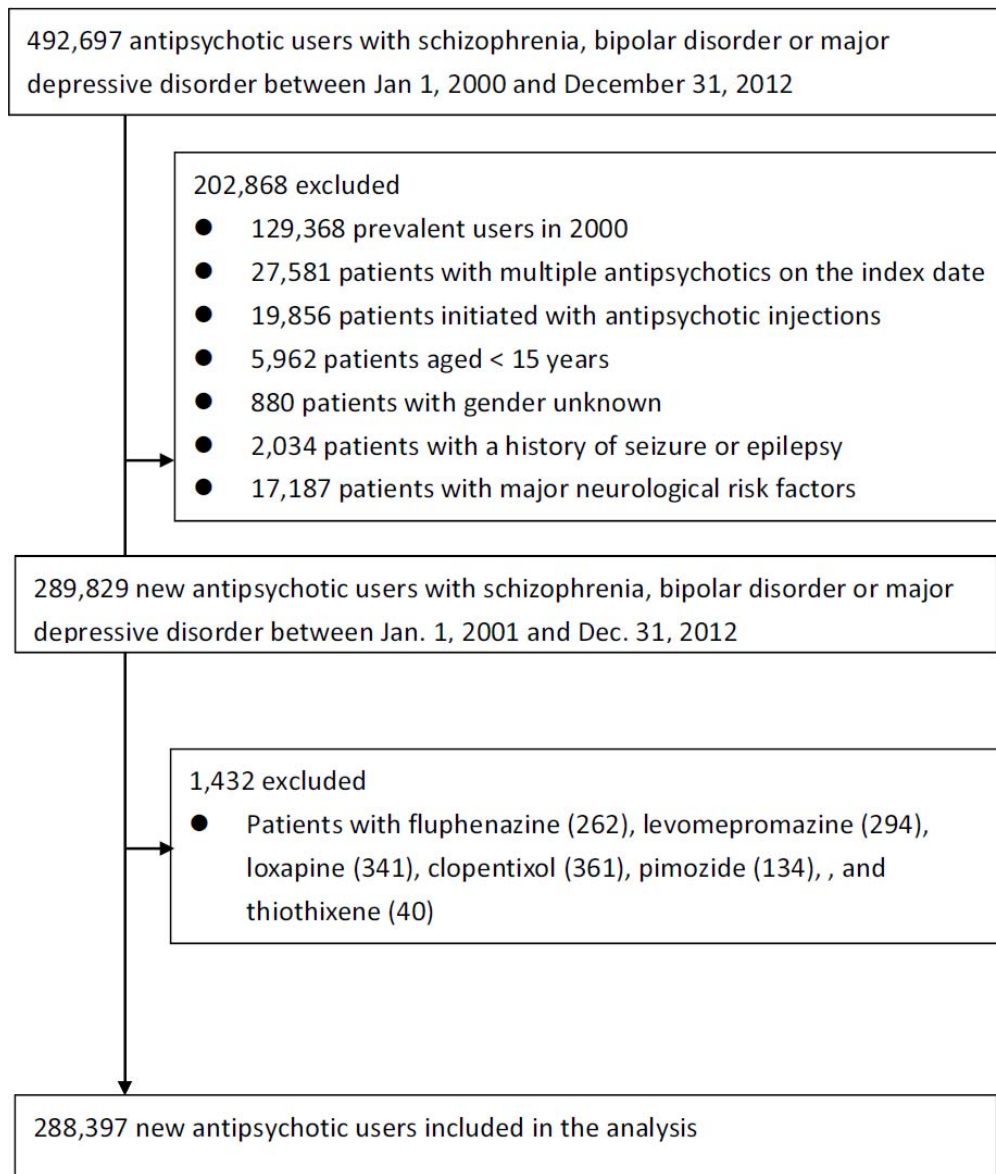 492,697 antipsychotic users with schizophrenia, bipolar disorder or major
depressive disorder between Jan 1, 2000 and December 31, 2012
202,868 excluded
● 129,368 prevalent users in 2000
● 27,581 patients with multiple antipsychotics on the index date
● 19,856 patients initiated with antipsychotic injections
● 5,962 patients aged < 15 years
● 880 patients with gender unknown
● 2,034 patients with a history of seizure or epilepsy
● 17,187 patients with major neurological risk factors
289,829 new antipsychotic users with schizophrenia, bipolar disorder or major
depressive disorder between Jan. 1, 2001 and Dec. 31, 2012
1,432 excluded
● Patients with fluphenazine (262), levomepromazine (294),
loxapine (341), clopentixol (361), pimozide (134), , and
thiothixene (40)
288,397 new antipsychotic users included in the analysis